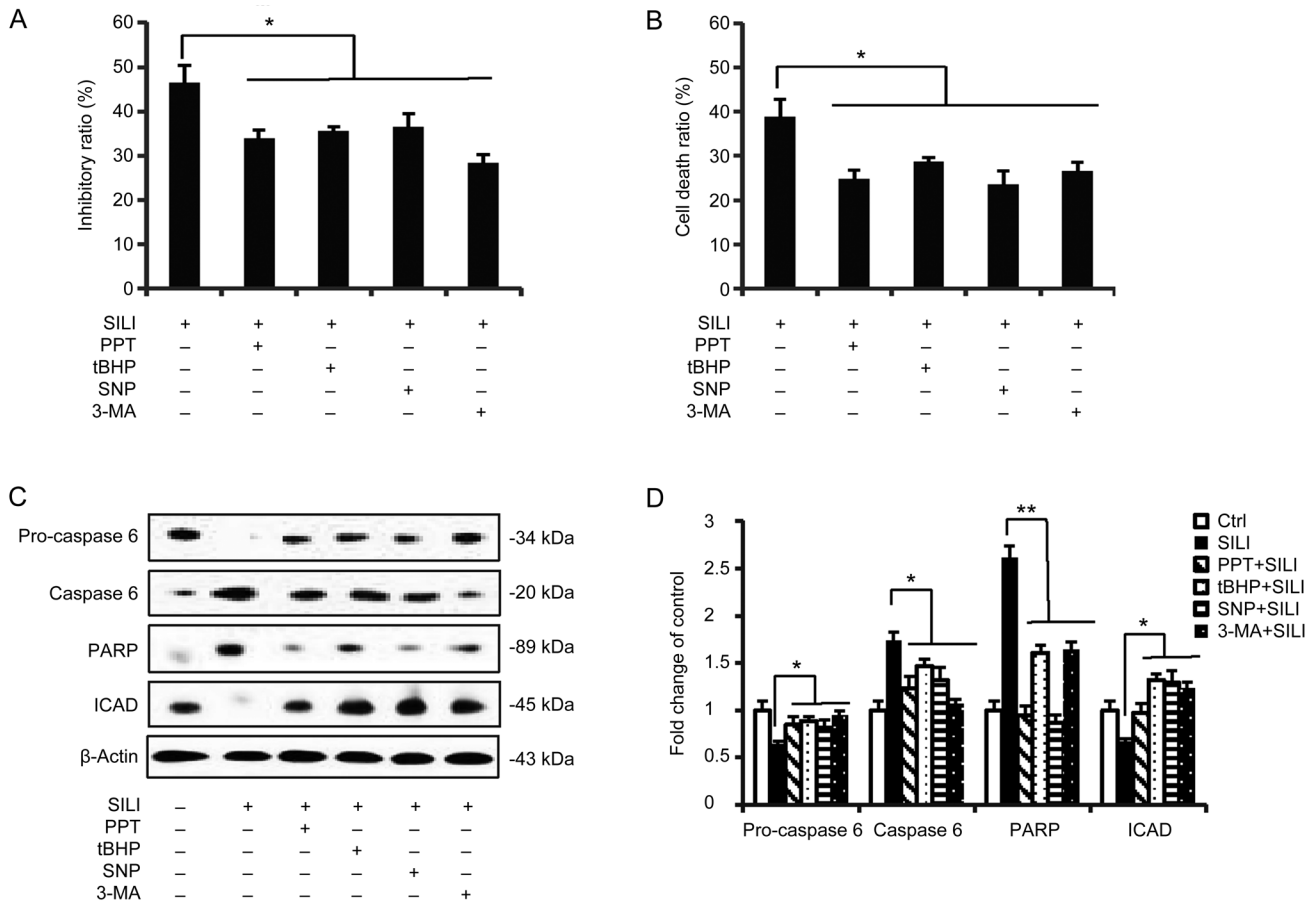 A
60
50
40
30
20
10
0
Inhibitory ratio (%)
*
SILI + + + + +
PPT – + – – –
tBHP – – + – –
SNP – – – + –
3-MA – – – – +
B
60
50
40
30
20
10
0
Cell death ratio (%)
*
SILI + + + + +
PPT – + – – –
tBHP – – + – –
SNP – – – + –
3-MA – – – – +
C
Pro-caspase 6 -34 kDa
Caspase 6 -20 kDa
PARP -89 kDa
ICAD -45 kDa
β-Actin -43 kDa
SILI – + + + + +
PPT – – + – – –
tBHP – – – + – –
SNP – – – – + –
3-MA – – – – – +
D
3
2.5
2
1.5
1
0.5
0
Fold change of control
*
*
**
*
Pro-caspase 6 Caspase 6 PARP ICAD
Ctrl
SILI
PPT+SILI
tBHP+SILI
SNP+SILI
3-MA+SILI